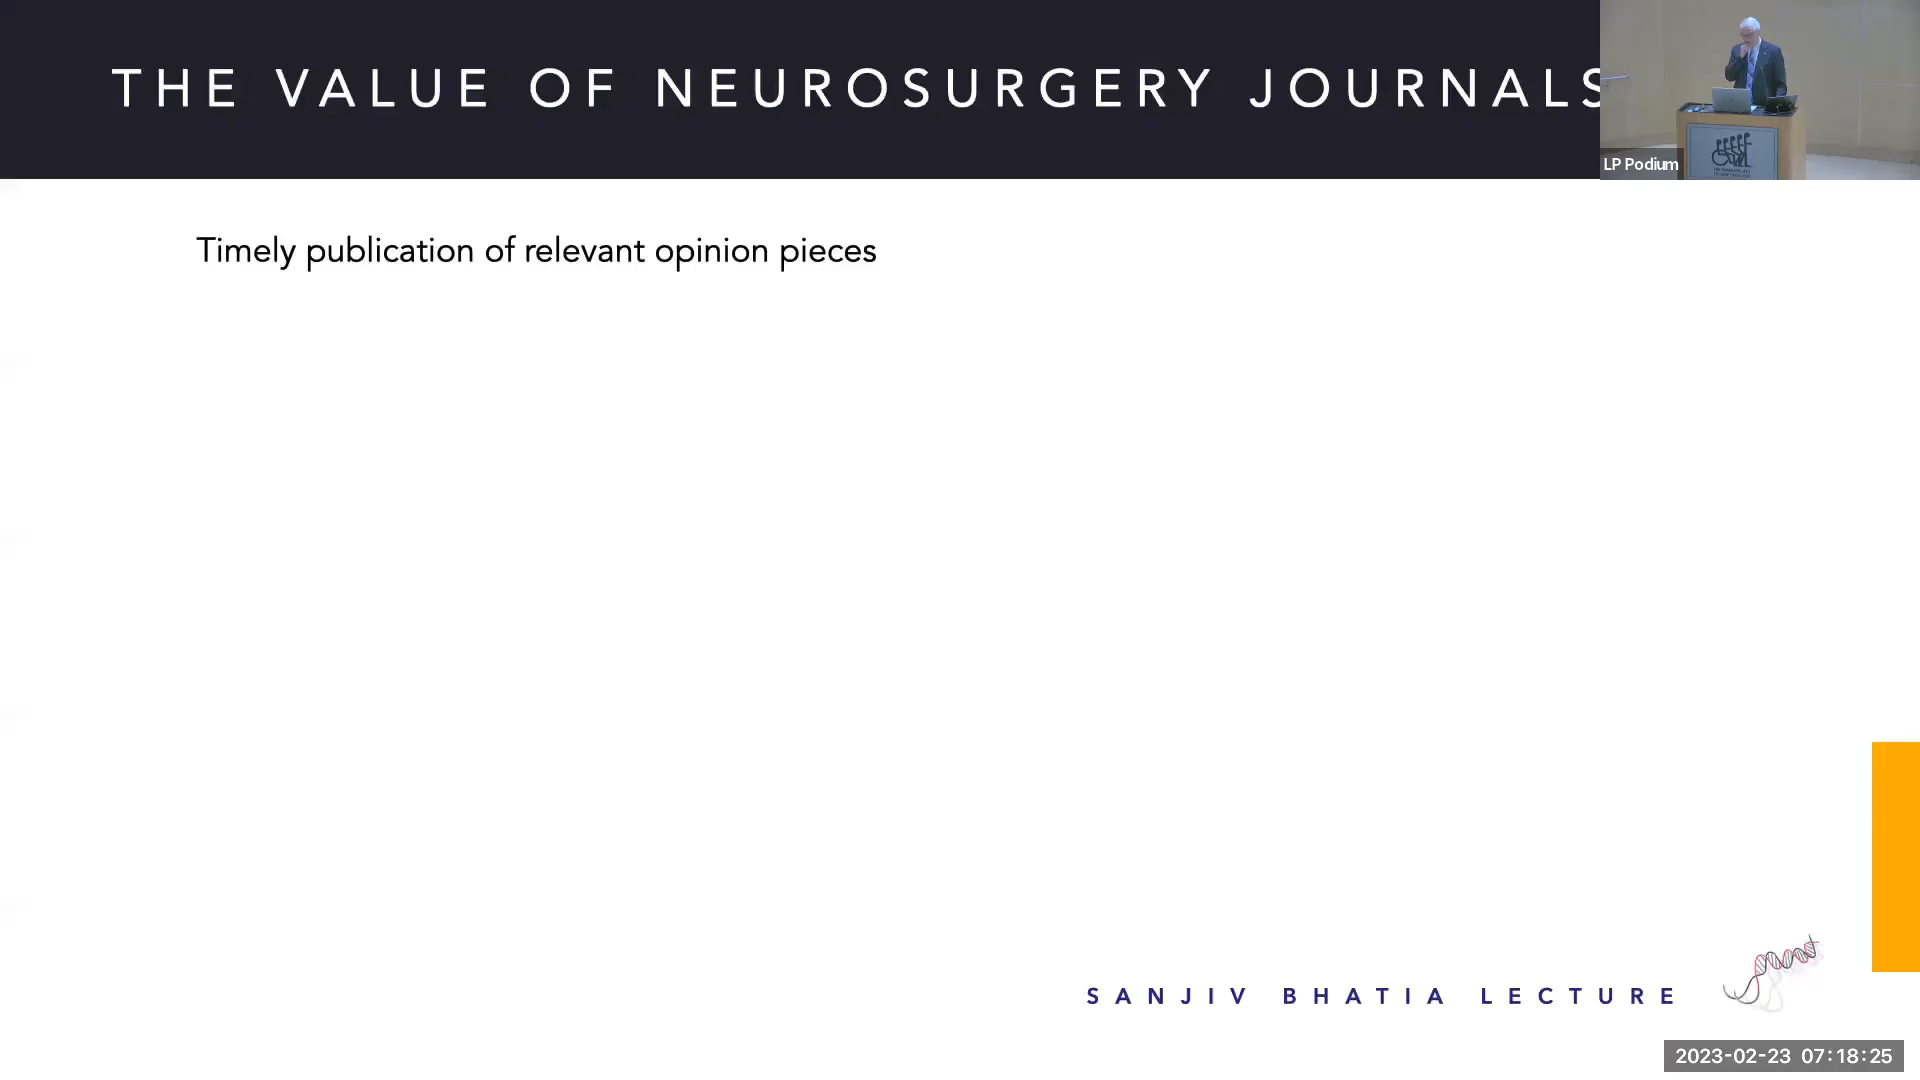 THE VALUE OF NEUROSURGERY JOURNALS
LP Podium
Timely publication of relevant opinion pieces
SANJIV BHATIA LECTURE
2023-02-23 07:18:25